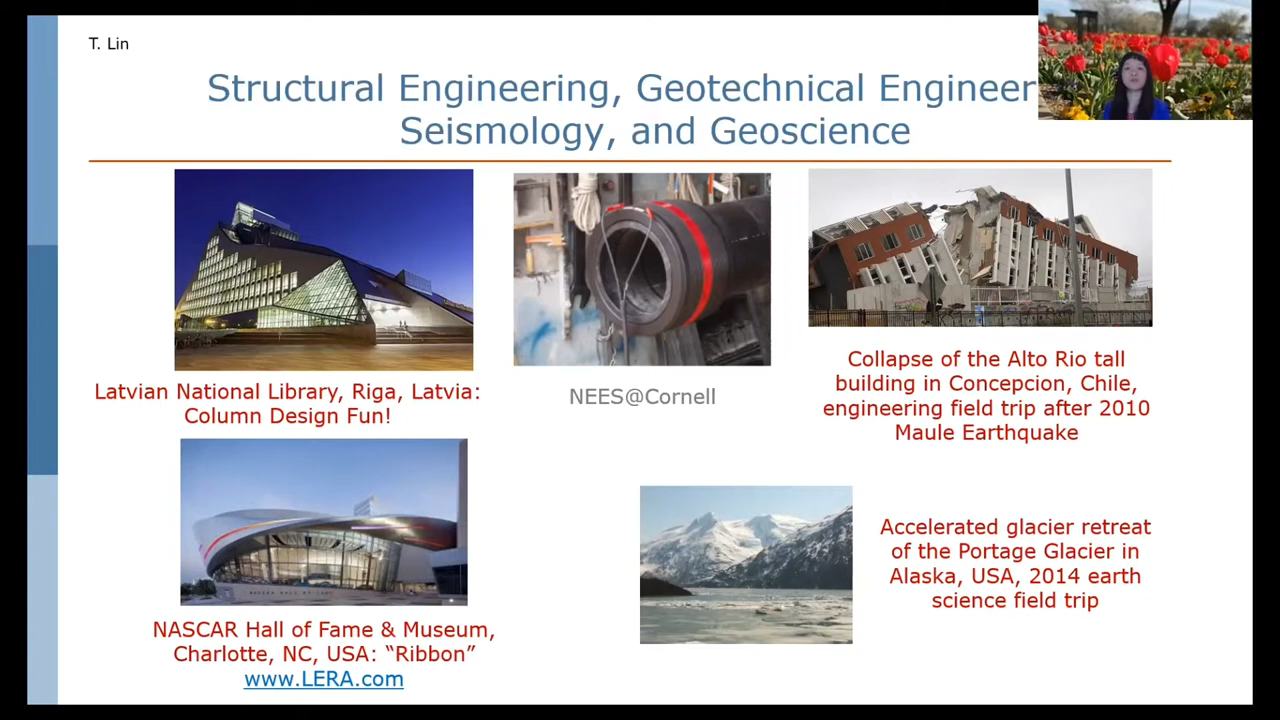 T. Lin
Structural Engineering, Geotechnical Engineer
Seismology, and Geoscience
Latvian National Library, Riga, Latvia:
Column Design Fun!
NEES@Cornell
Collapse of the Alto Rio tall
building in Concepcion, Chile,
engineering field trip after 2010
Maule Earthquake
NASCAR Hall of Fame & Museum,
Charlotte, NC, USA: “Ribbon”
www.LERA.com
Accelerated glacier retreat
of the Portage Glacier in
Alaska, USA, 2014 earth
science field trip